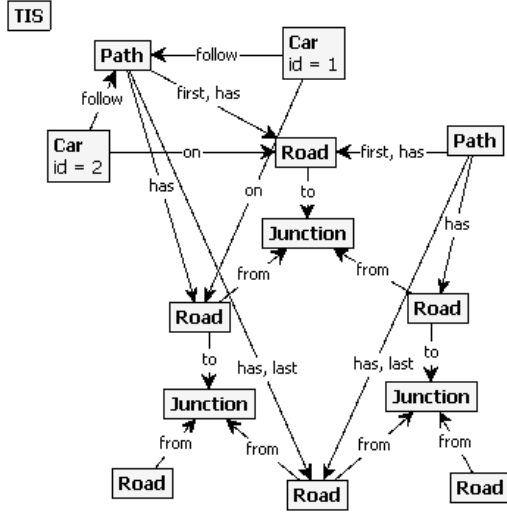 TIS
Car
id = 1
Path
follow
follow
first, has
Car
id = 2
on
Road
first, has
Path
has
on
to
has
Junction
from
from
Road
Road
to
has, last
has, last
to
Junction
Junction
from
from
from
from
Road
Road
Road